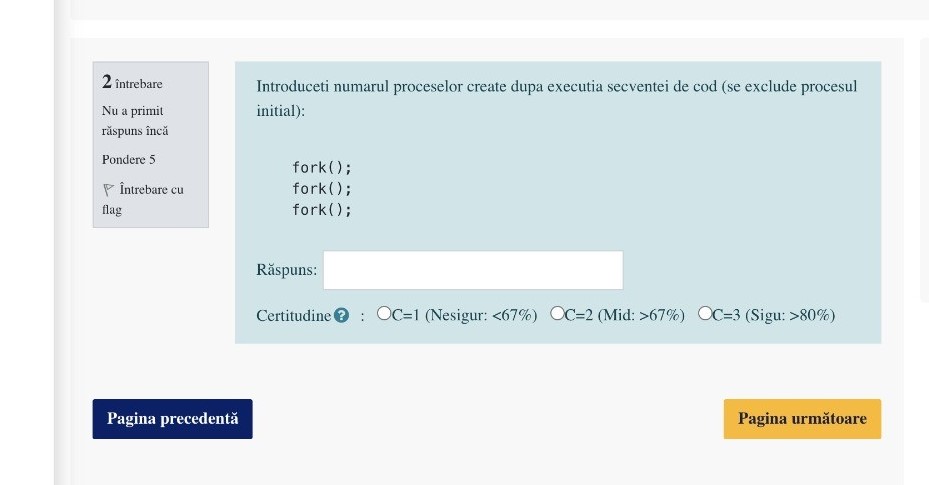 2 întrebare
Nu a primit
răspuns încă
Pondere 5
Întrebare cu
flag
Introduceti numarul proceselor create dupa executia secventei de cod (se exclude procesul
initial):
fork();
fork();
fork();
Răspuns:
Certitudine ? : C=1 (Nesigur: <67%) C=2 (Mid: >67%) C=3 (Sigu: >80%)
Pagina precedentă
Pagina următoare